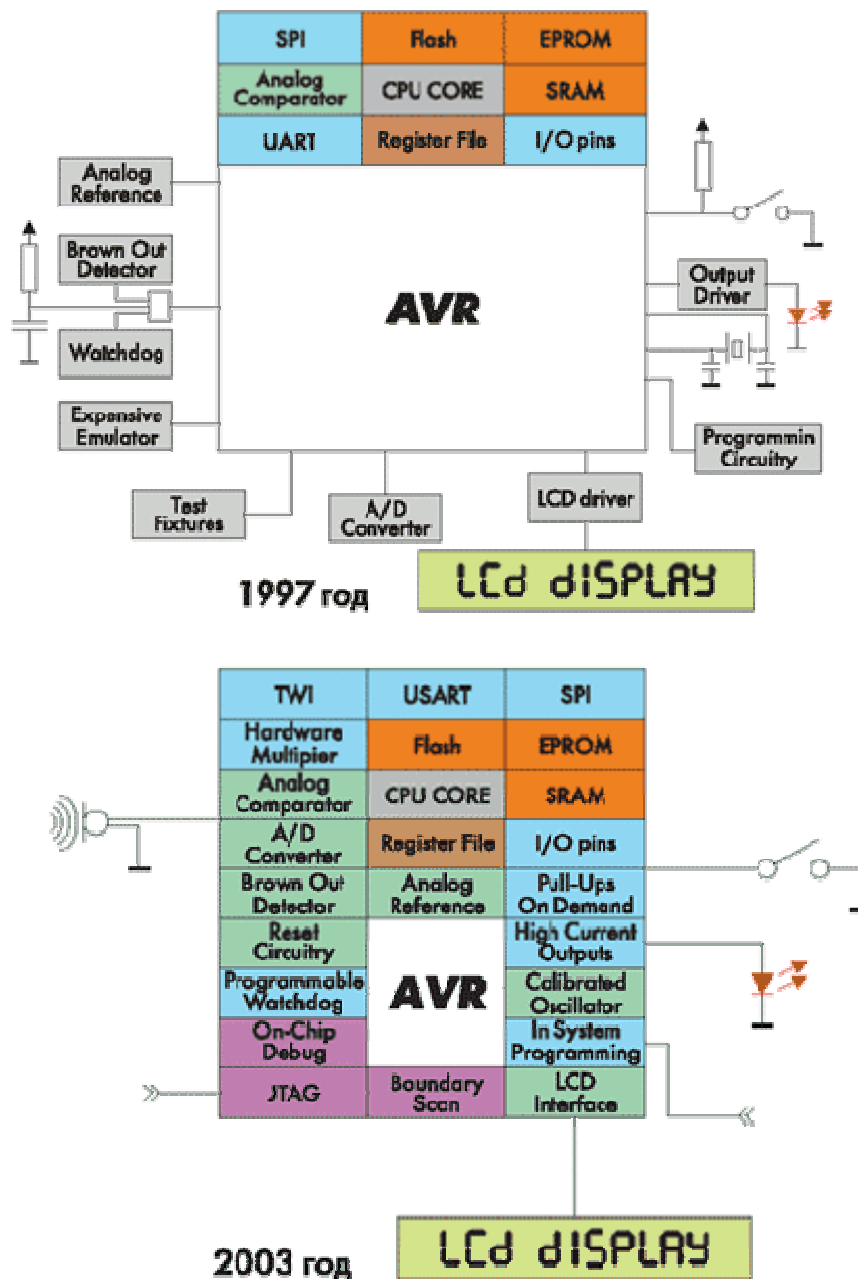 SPI Flash EPROM
Analog
Comparator
CPU CORE
SRAM
UART Register File I/O pins
Analog
Reference
Brown Out
Detector
Watchdog
Expensive
Emulator
AVR
Output
Driver
Programmin
Circuitry
Test
Fixtures
A/D
Converter
LCD driver
LCd dISPLAY
1997 год
TWI USART SPI
Hardware
Multipier
Flash
EPROM
Analog
Comparator
CPU CORE
SRAM
A/D
Converter
Register File
I/O pins
Brown Out
Detector
Analog
Reference
Pull-Ups
On Demand
Reset
Circuitry
High Current
Outputs
Programmable
Watchdog
AVR
Calibrated
Oscillator
On-Chip
Debug
In System
Programming
JTAG
Boundary
Scan
LCD
Interface
LCd dISPLAY
2003 год